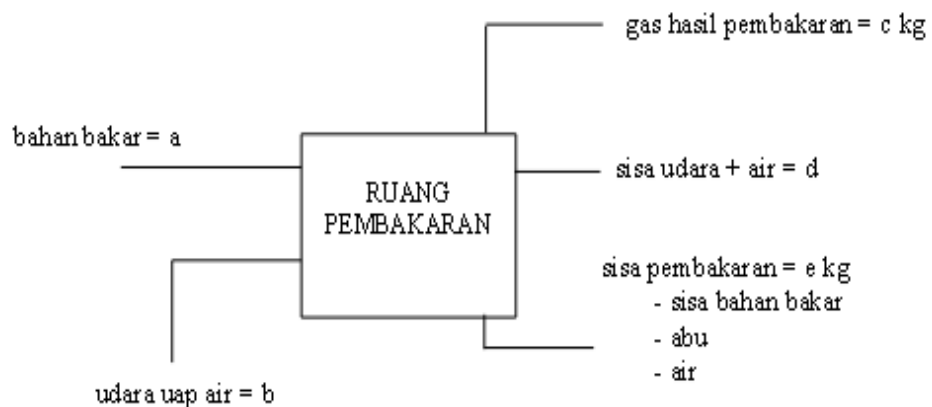 gas hasil pembakaran = c kg
bahan bakar = a
RUANG
PEMBAKARAN
sisa udara + air = d
sisa pembakaran = e kg
- sisa bahan bakar
- abu
- air
udara uap air = b